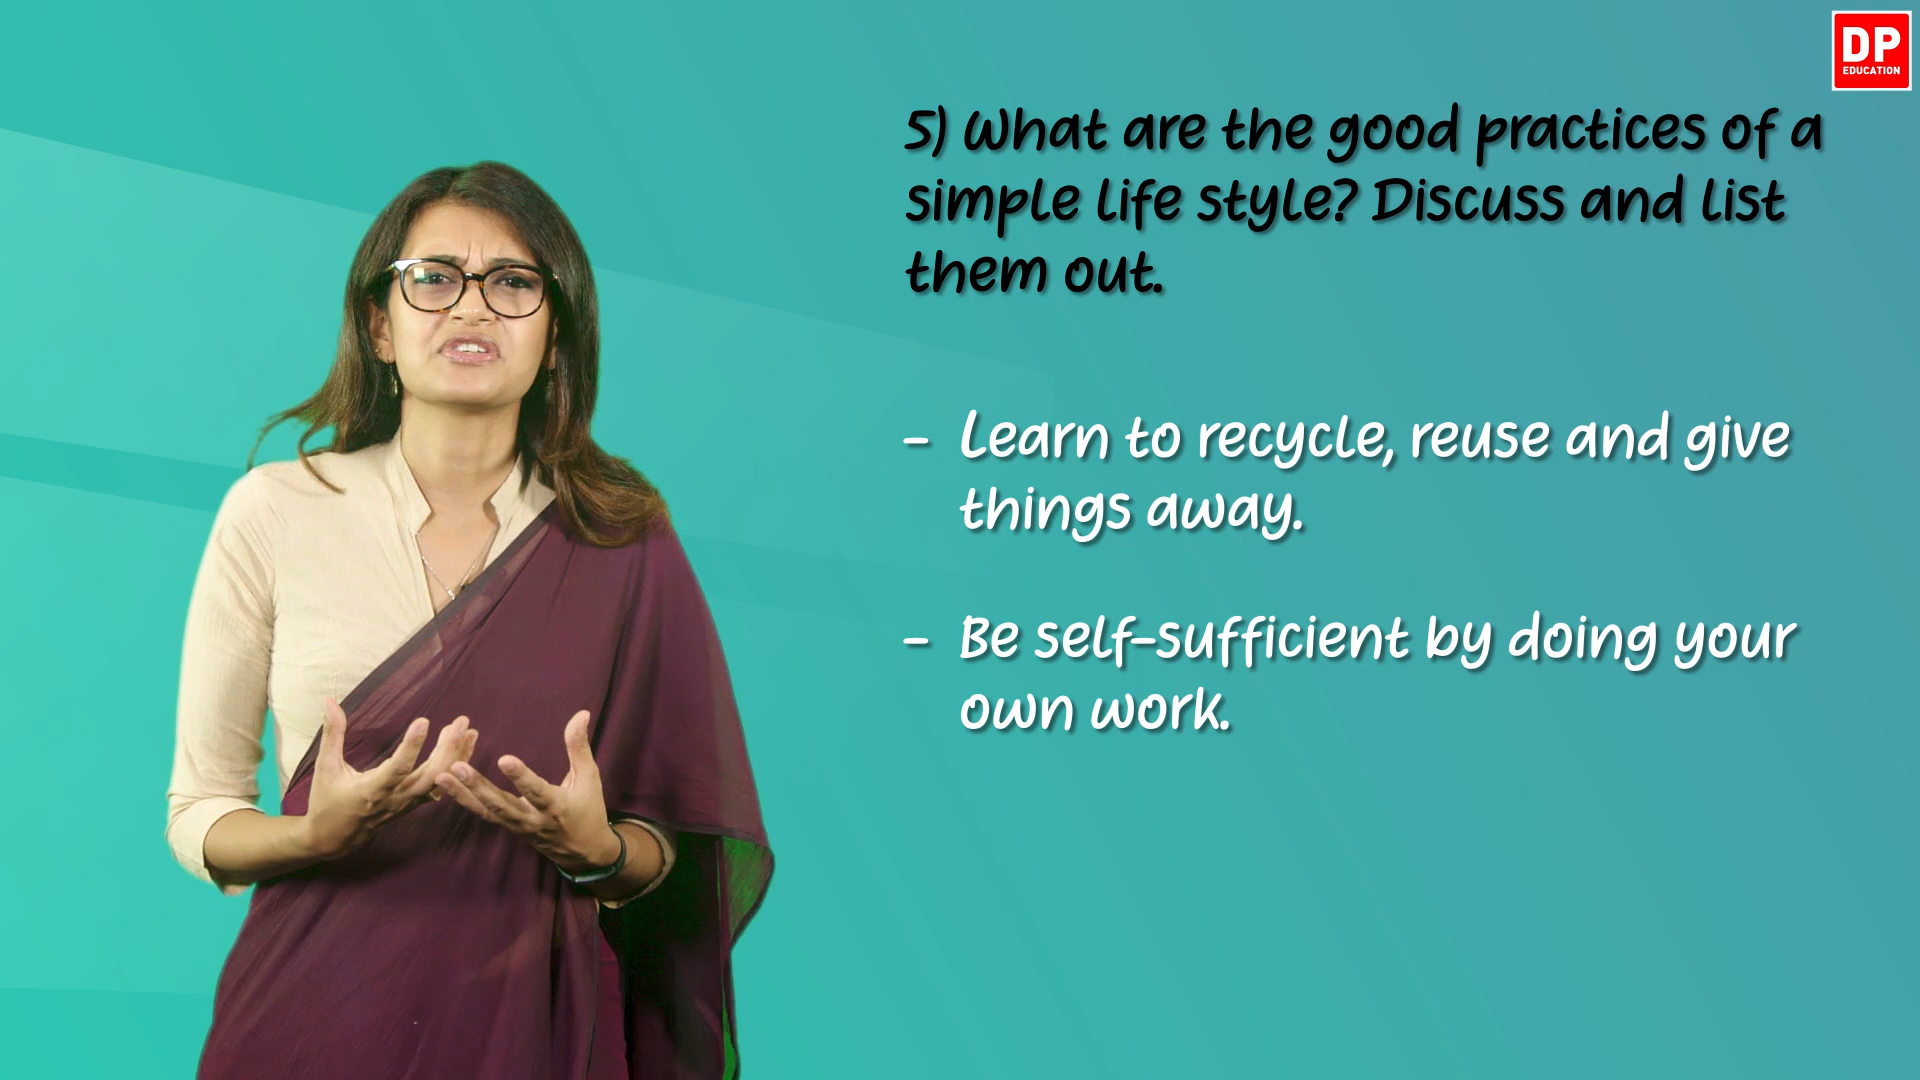 DP
EDUCATION
5) What are the good practices of a
simple life style? Discuss and list
them out.
- Learn to recycle, reuse and give
things away.
- Be self-sufficient by doing your
own work.